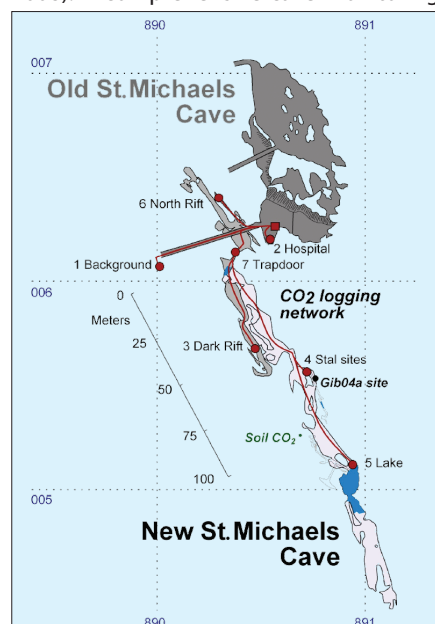 890
891
007
Old St.Michaels
Cave
6 North Rift
2 Hospital
1 Background
7 Trapdoor
006
0
CO2 logging
network
Meters
25
3 Dark Rift
4 Stal sites
Gib04a site
50
Soil CO2
75
5 Lake
100
005
New St.Michaels
Cave
890
891